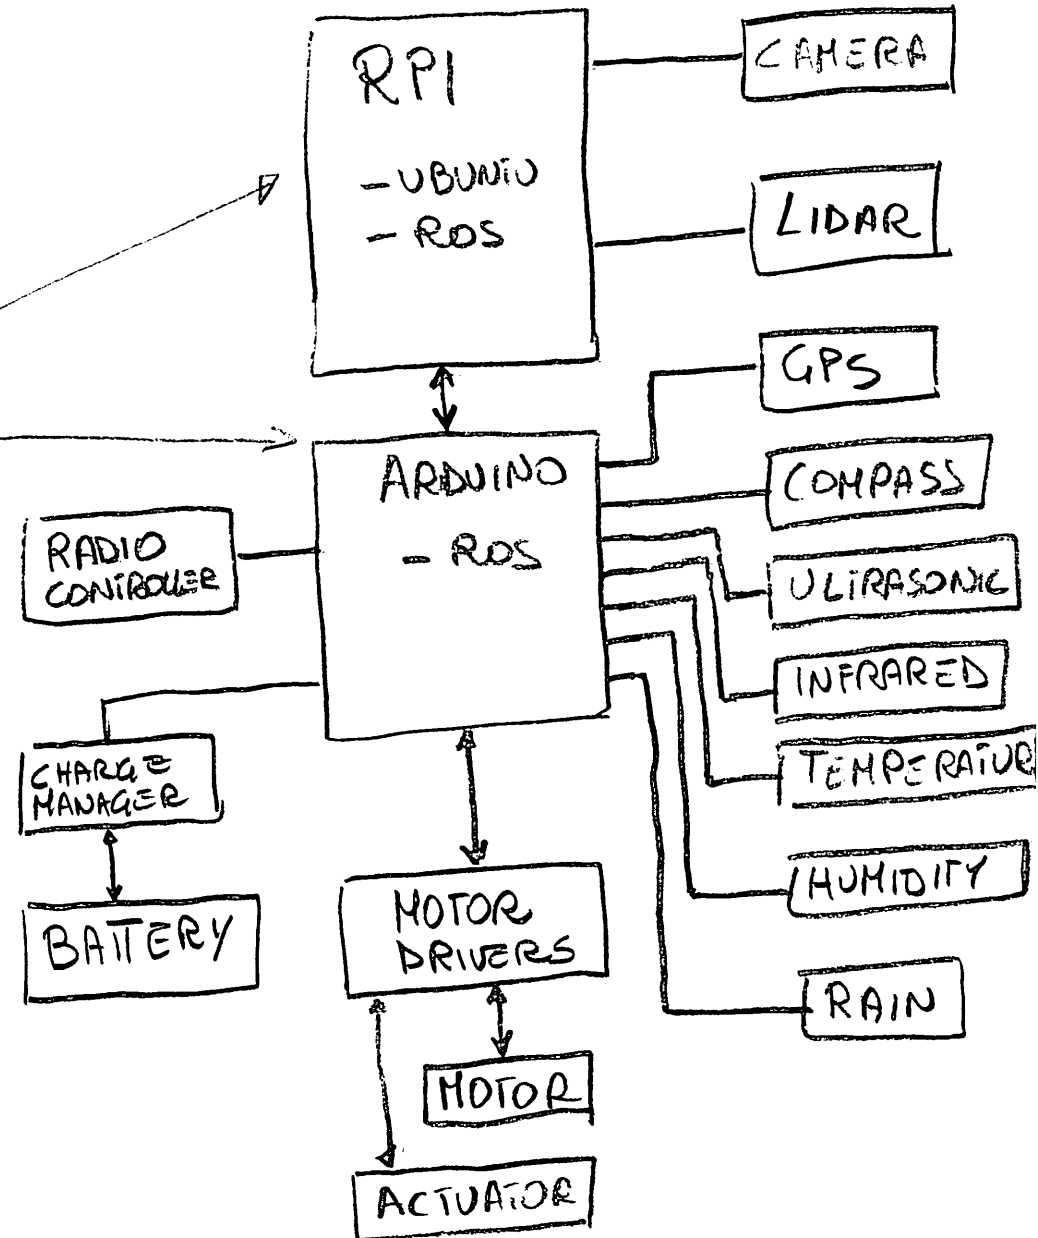 RPI
- UBUNTU
- ROS
CAMERA
LIDAR
GPS
ARDUINO
- ROS
COMPASS
RADIO
CONTROLLER
ULTRASONIC
INFRARED
CHARGE
MANAGER
TEMPERATUR
HUMIDITY
BATTERY
MOTOR
DRIVERS
RAIN
MOTOR
ACTUATOR